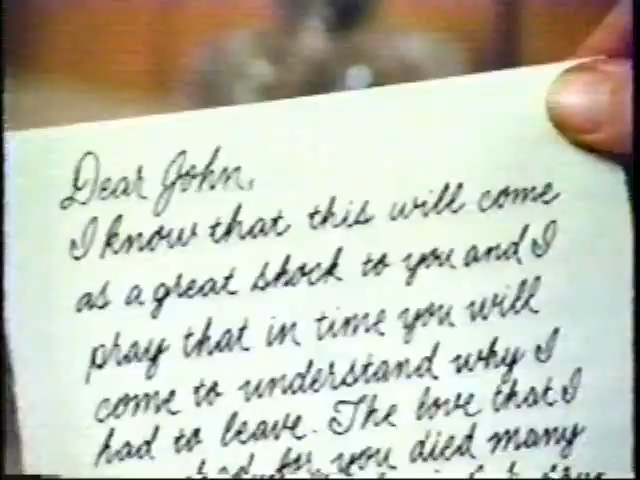 Dear John,
I know that this will come
as a great shock to you and I
pray that in time you will
come to understand why I
had to leave. The love that I
had for you died many